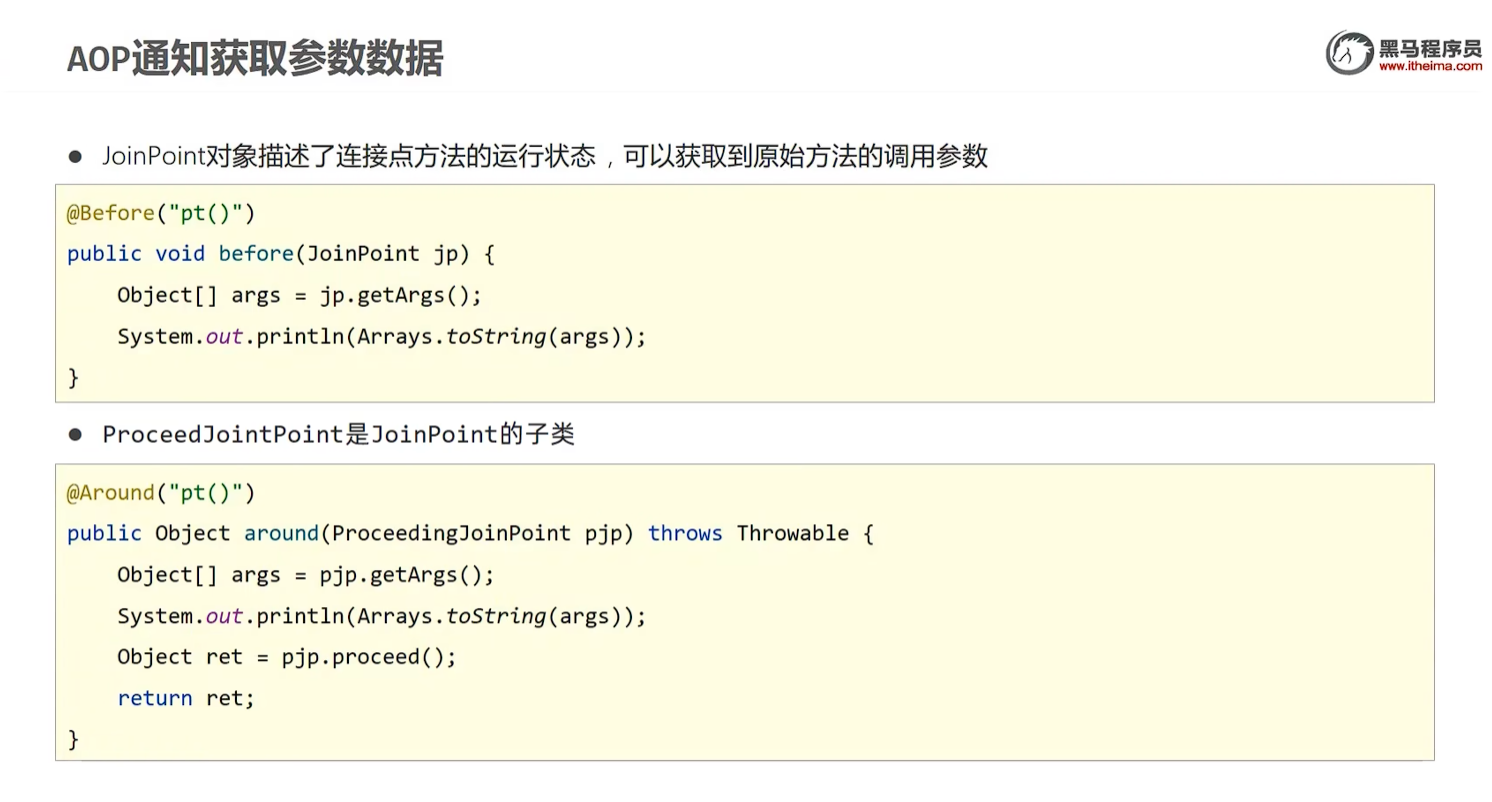 AOP通知获取参数数据
黑马程序员
www.itheima.com
● JoinPoint对象描述了连接点方法的运行状态，可以获取到原始方法的调用参数
@Before("pt()")
public void before(JoinPoint jp) {
    Object[] args = jp.getArgs();
    System.out.println(Arrays.toString(args));
}
● ProceedJointPoint是JoinPoint的子类
@Around("pt()")
public Object around(ProceedingJoinPoint pjp) throws Throwable {
    Object[] args = pjp.getArgs();
    System.out.println(Arrays.toString(args));
    Object ret = pjp.proceed();
    return ret;
}